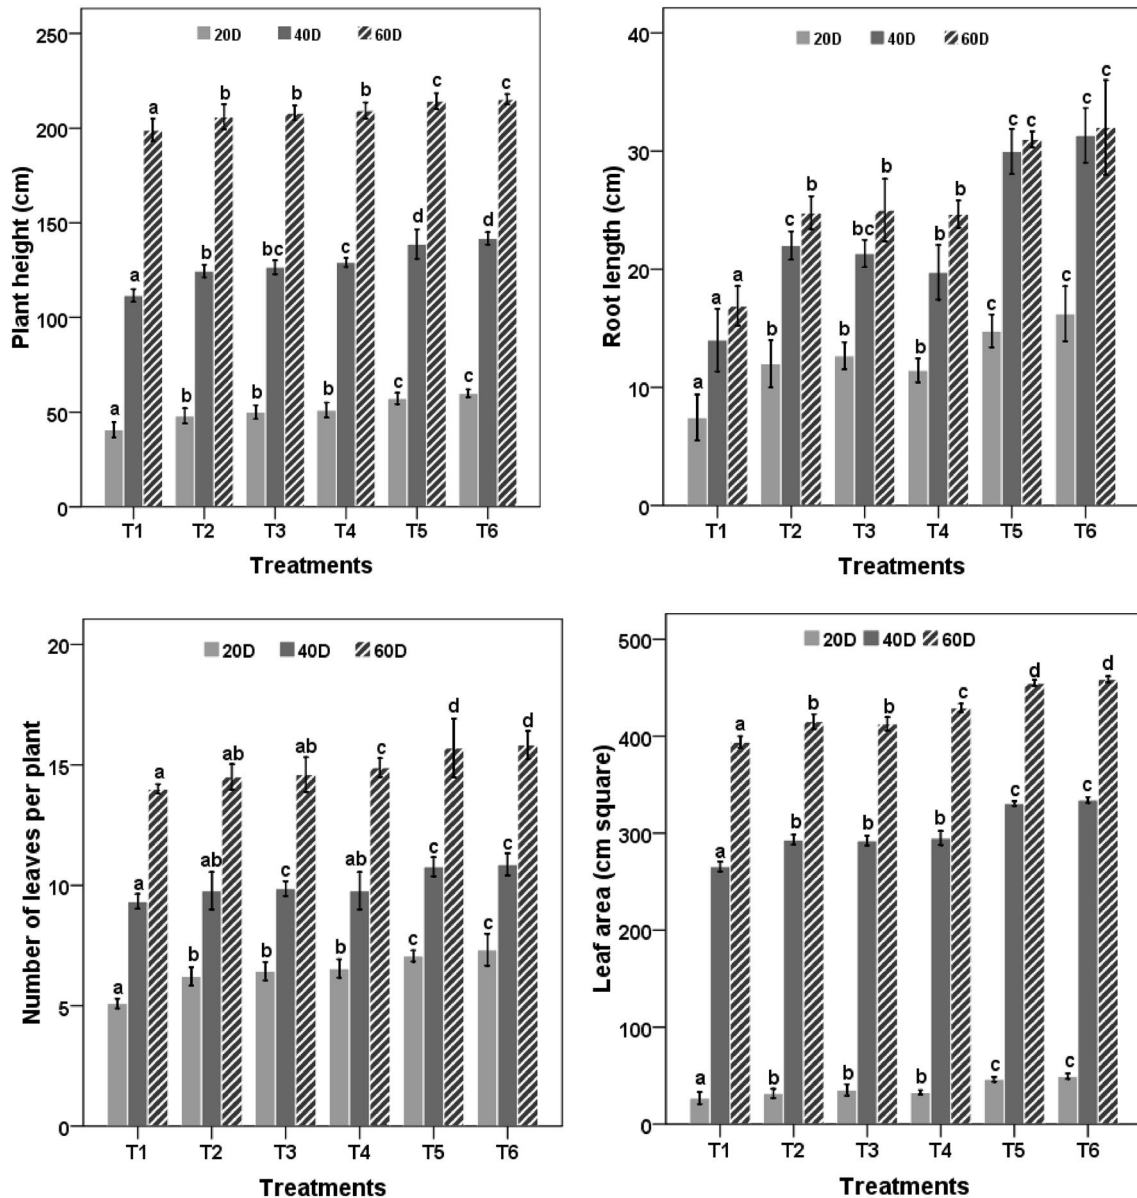 20D 40D 60D
250
200
150
100
50
0
Plant height (cm)
a a a
b b b
b bc b
b c b
c d c
c d c
T1 T2 T3 T4 T5 T6
Treatments
20D 40D 60D
40
30
20
10
0
Root length (cm)
a a a
b c b
b bc b
b b b
c c c
c c c
T1 T2 T3 T4 T5 T6
Treatments
20D 40D 60D
20
15
10
5
0
Number of leaves per plant
a a a
b ab ab
b c ab
b ab c
c c d
c c d
T1 T2 T3 T4 T5 T6
Treatments
20D 40D 60D
500
400
300
200
100
0
Leaf area (cm square)
a a a
b b b
b b b
b b c
c c d
c c d
T1 T2 T3 T4 T5 T6
Treatments